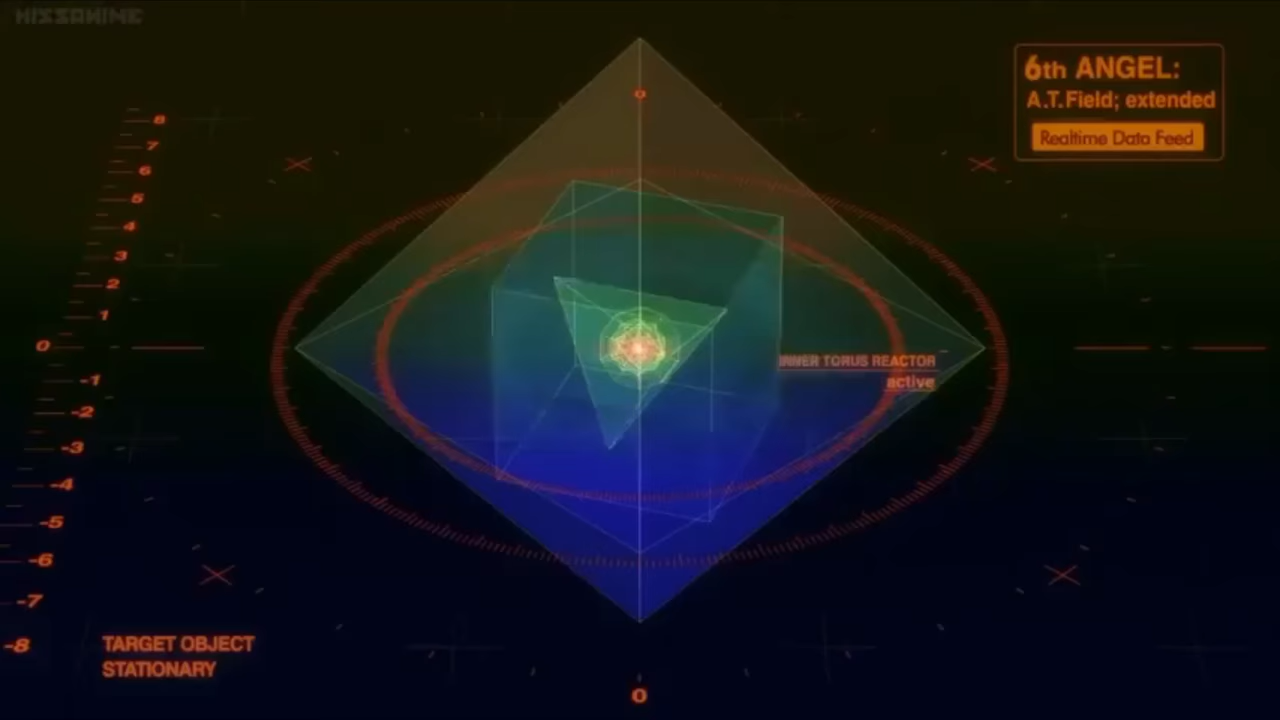 MISSANIME
6th ANGEL:
A.T.Field; extended
Realtime Data Feed
0
8
7
6
5
4
3
2
1
0
-1
-2
-3
-4
-5
-6
-7
-8
INNER TORUS REACTOR
active
TARGET OBJECT
STATIONARY
0